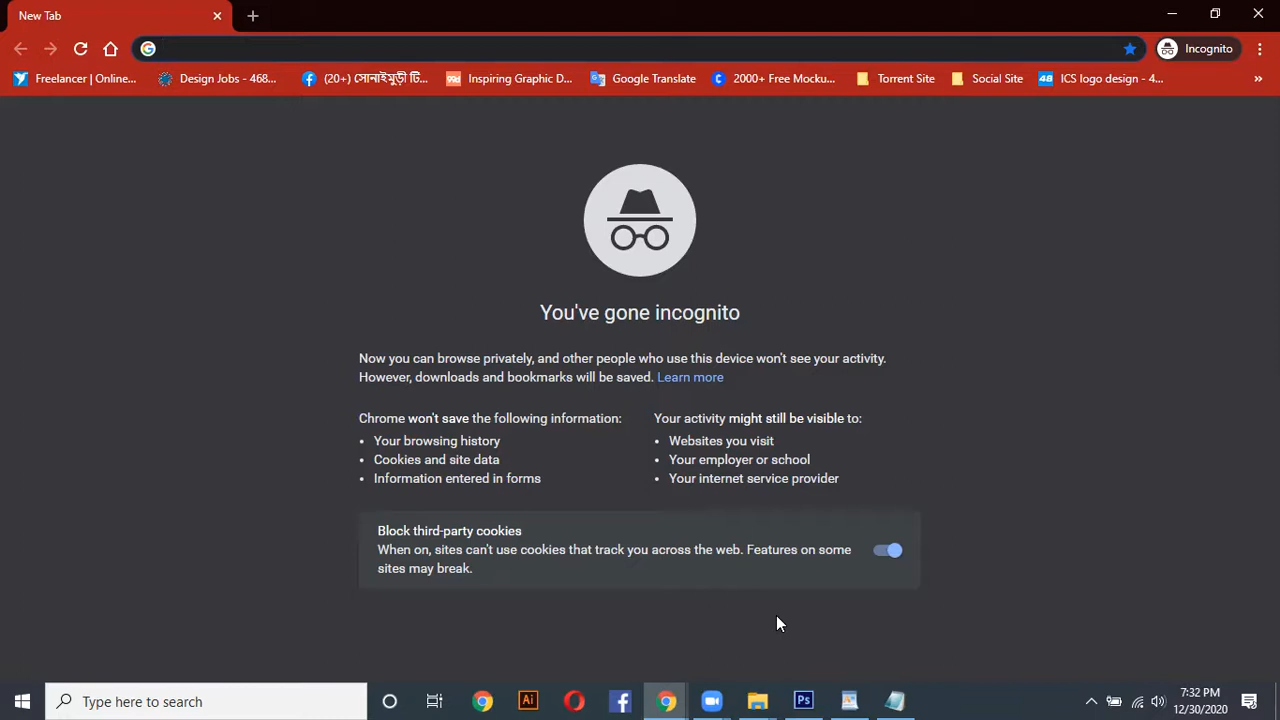 New Tab
Incognito
Freelancer | Online...
Design Jobs - 468...
(20+) সোনাইমুড়ী টি...
Inspiring Graphic D...
Google Translate
2000+ Free Mocku...
Torrent Site
Social Site
48
ICS logo design - 4...
»
You've gone incognito
Now you can browse privately, and other people who use this device won't see your activity.
However, downloads and bookmarks will be saved. Learn more
Chrome won't save the following information:
• Your browsing history
• Cookies and site data
• Information entered in forms
Your activity might still be visible to:
• Websites you visit
• Your employer or school
• Your internet service provider
Block third-party cookies
When on, sites can't use cookies that track you across the web. Features on some
sites may break.
Type here to search
Ai
Ps
7:32 PM
12/30/2020